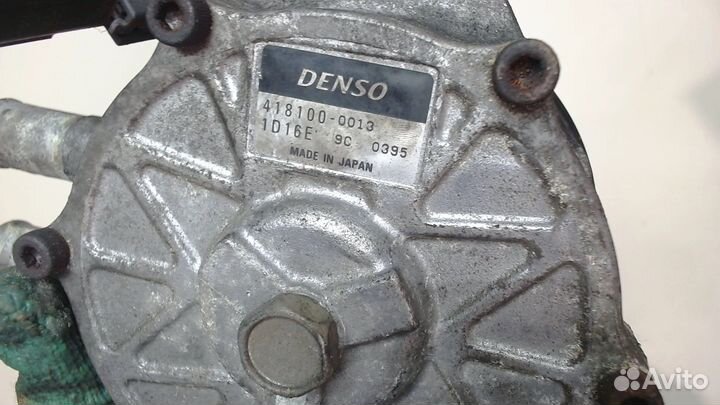 DENSO
418100-0013
1D16E 9C 0395
MADE IN JAPAN
Avito